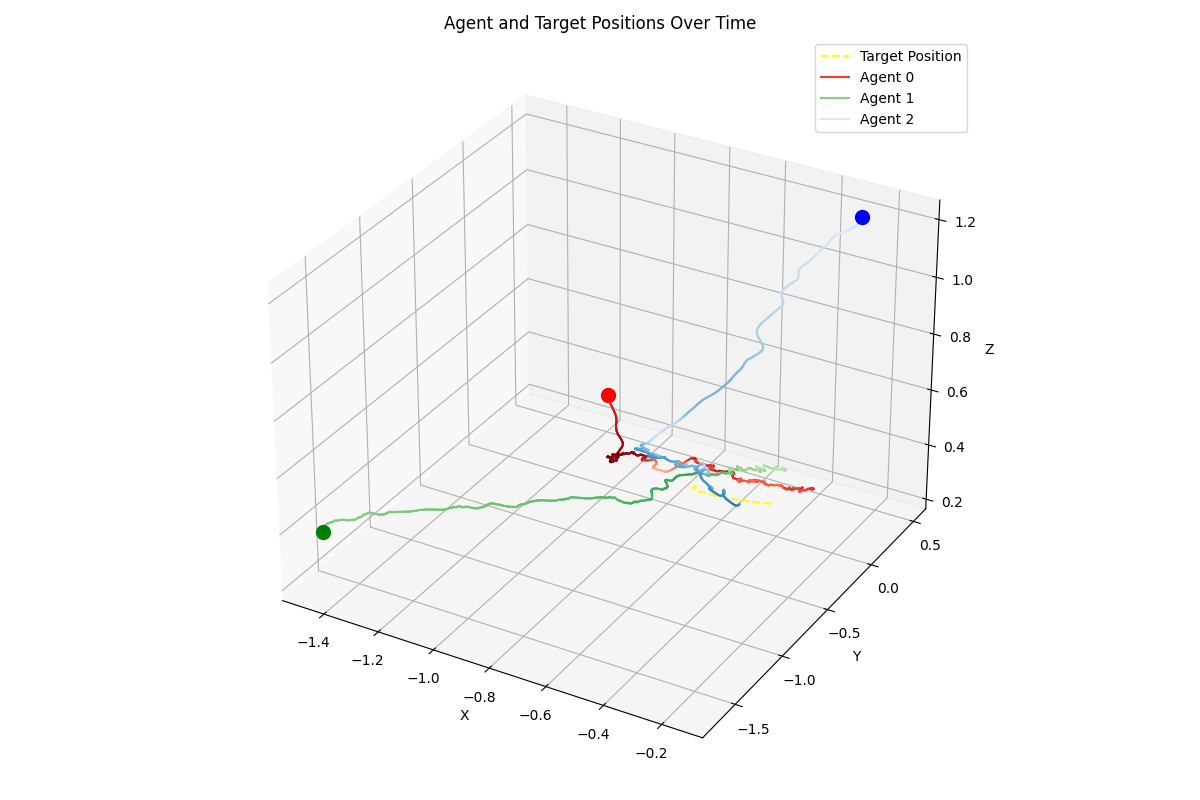 Agent and Target Positions Over Time
Target Position
Agent 0
Agent 1
Agent 2
1.2
1.0
0.8
0.6
0.4
0.2
Z
0.5
0.0
−0.5
−1.0
−1.5
Y
−1.4
−1.2
−1.0
−0.8
−0.6
−0.4
−0.2
X